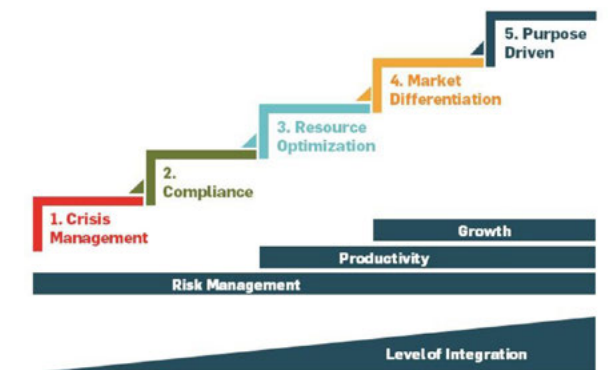 5. Purpose
Driven
4. Market
Differentiation
3. Resource
Optimization
2.
Compliance
1. Crisis
Management
Growth
Productivity
Risk Management
Level of Integration